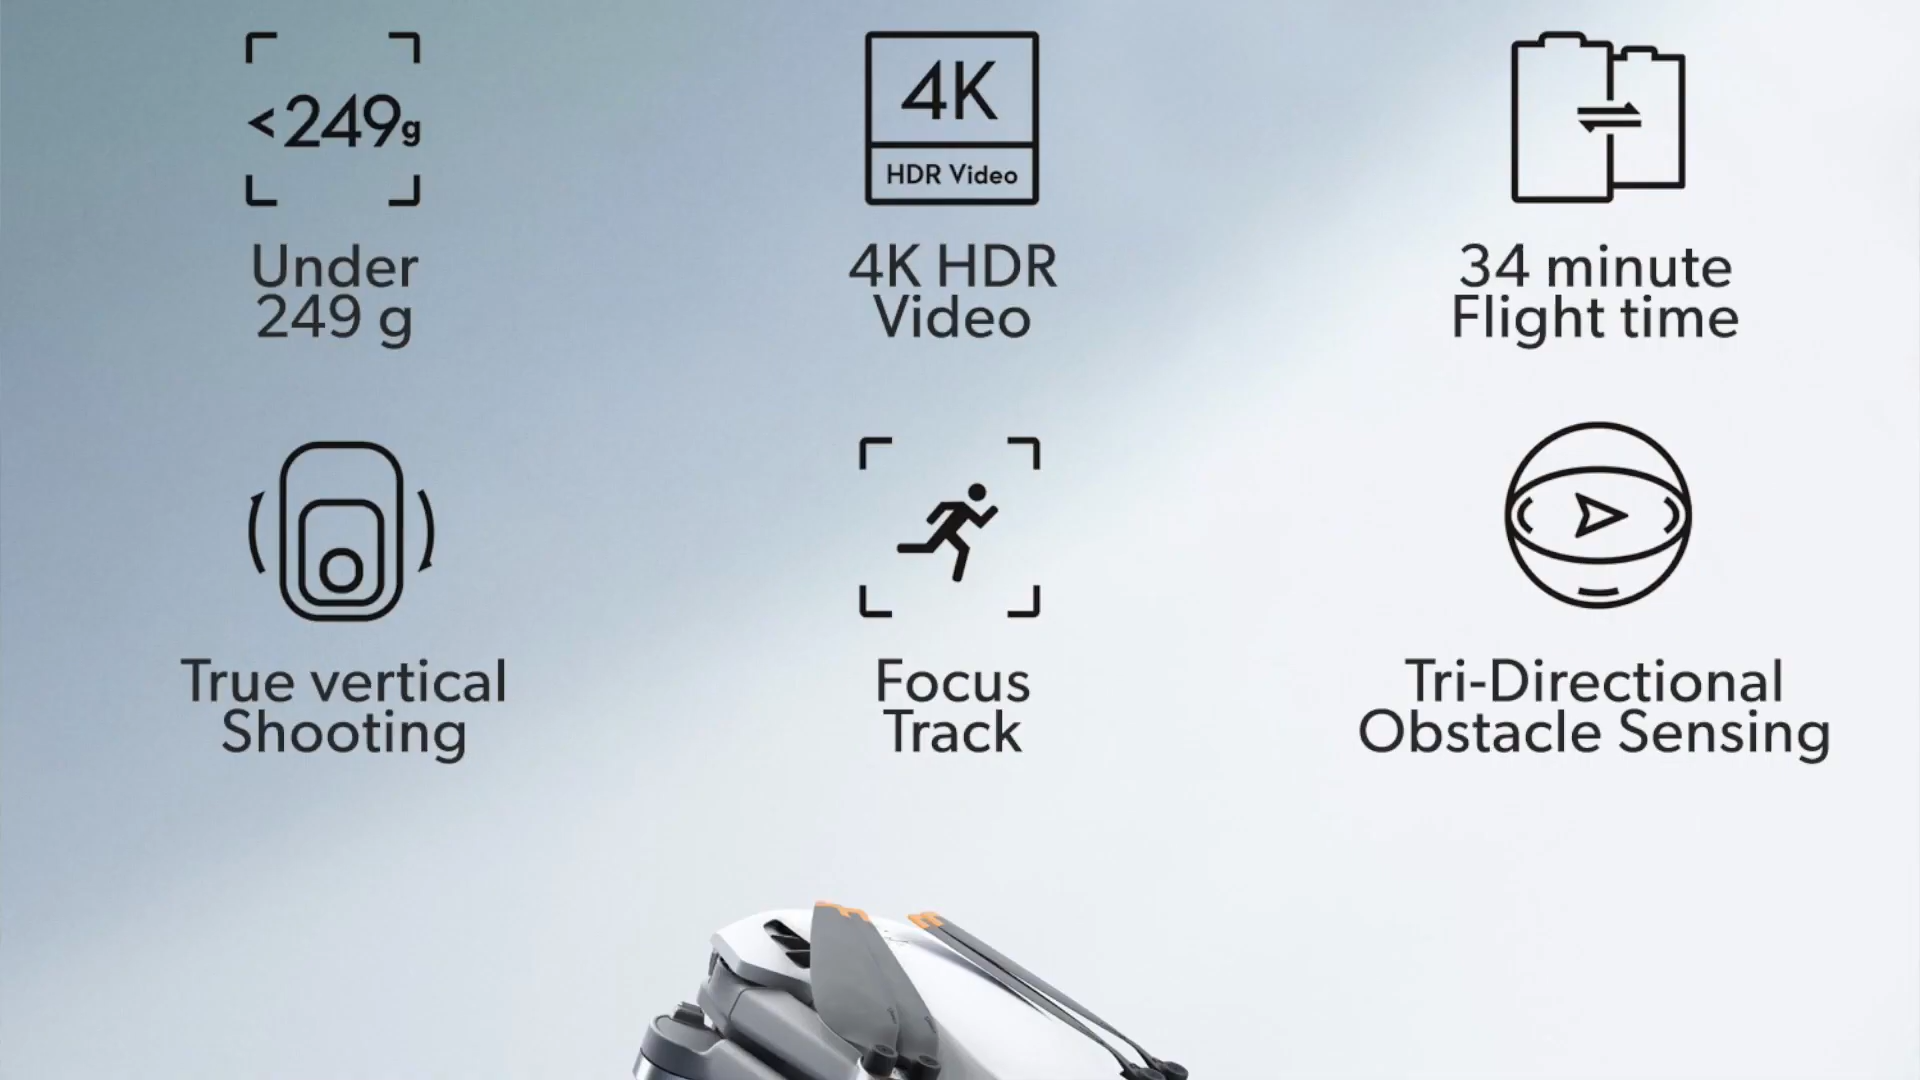 <249g
4K
HDR Video
Under
249 g
4K HDR
Video
34 minute
Flight time
True vertical
Shooting
Focus
Track
Tri-Directional
Obstacle Sensing